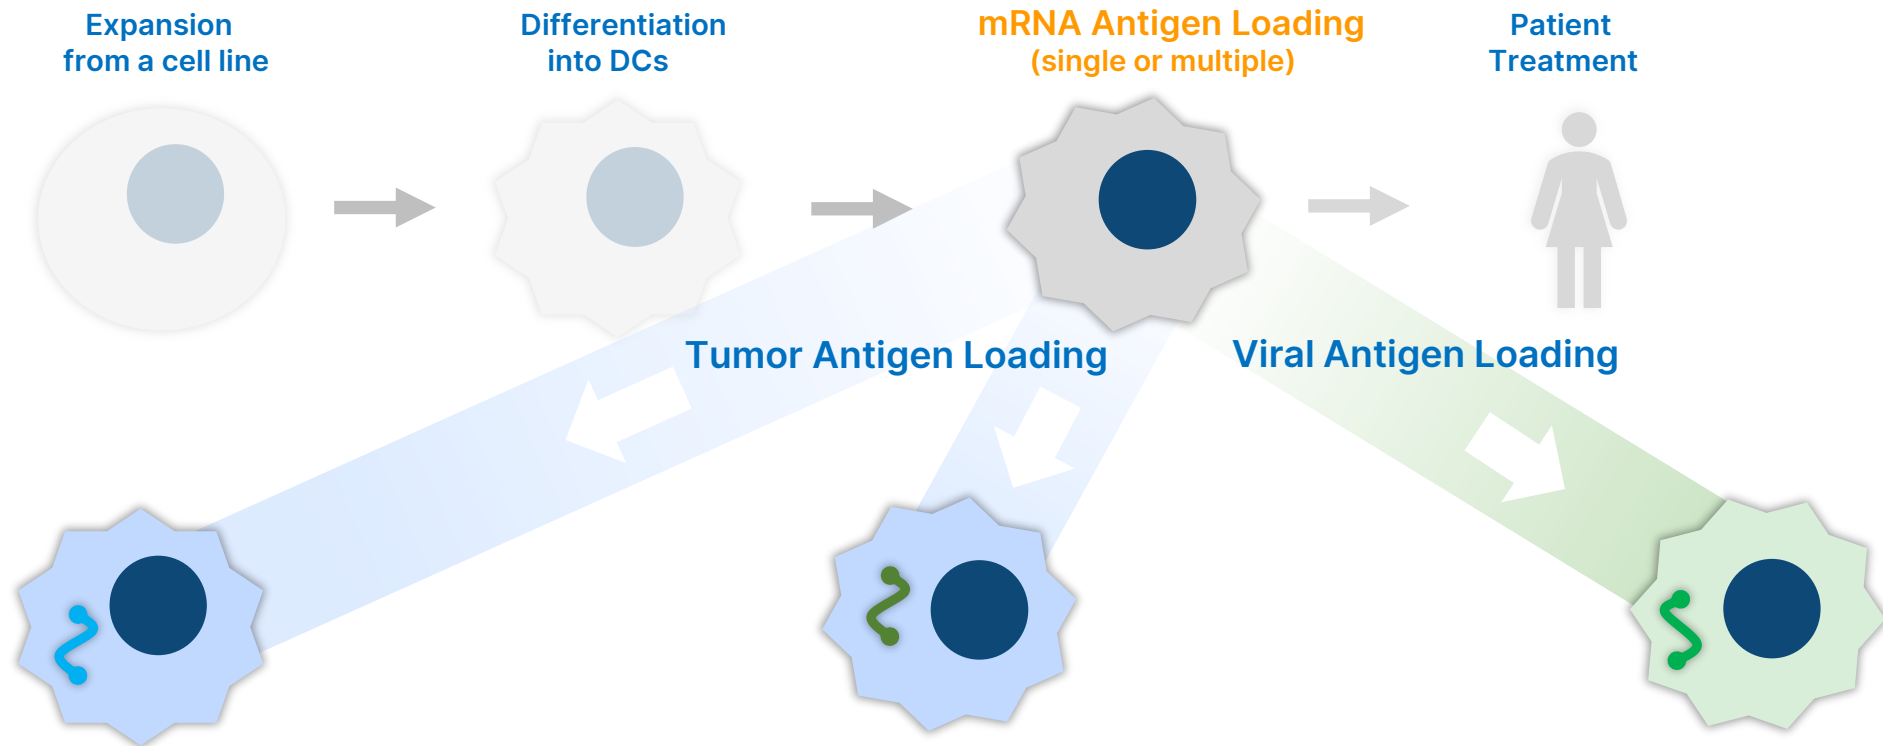 Expansion
from a cell line
Differentiation
into DCs
mRNA Antigen Loading
(single or multiple)
Patient
Treatment
Tumor Antigen Loading
Viral Antigen Loading